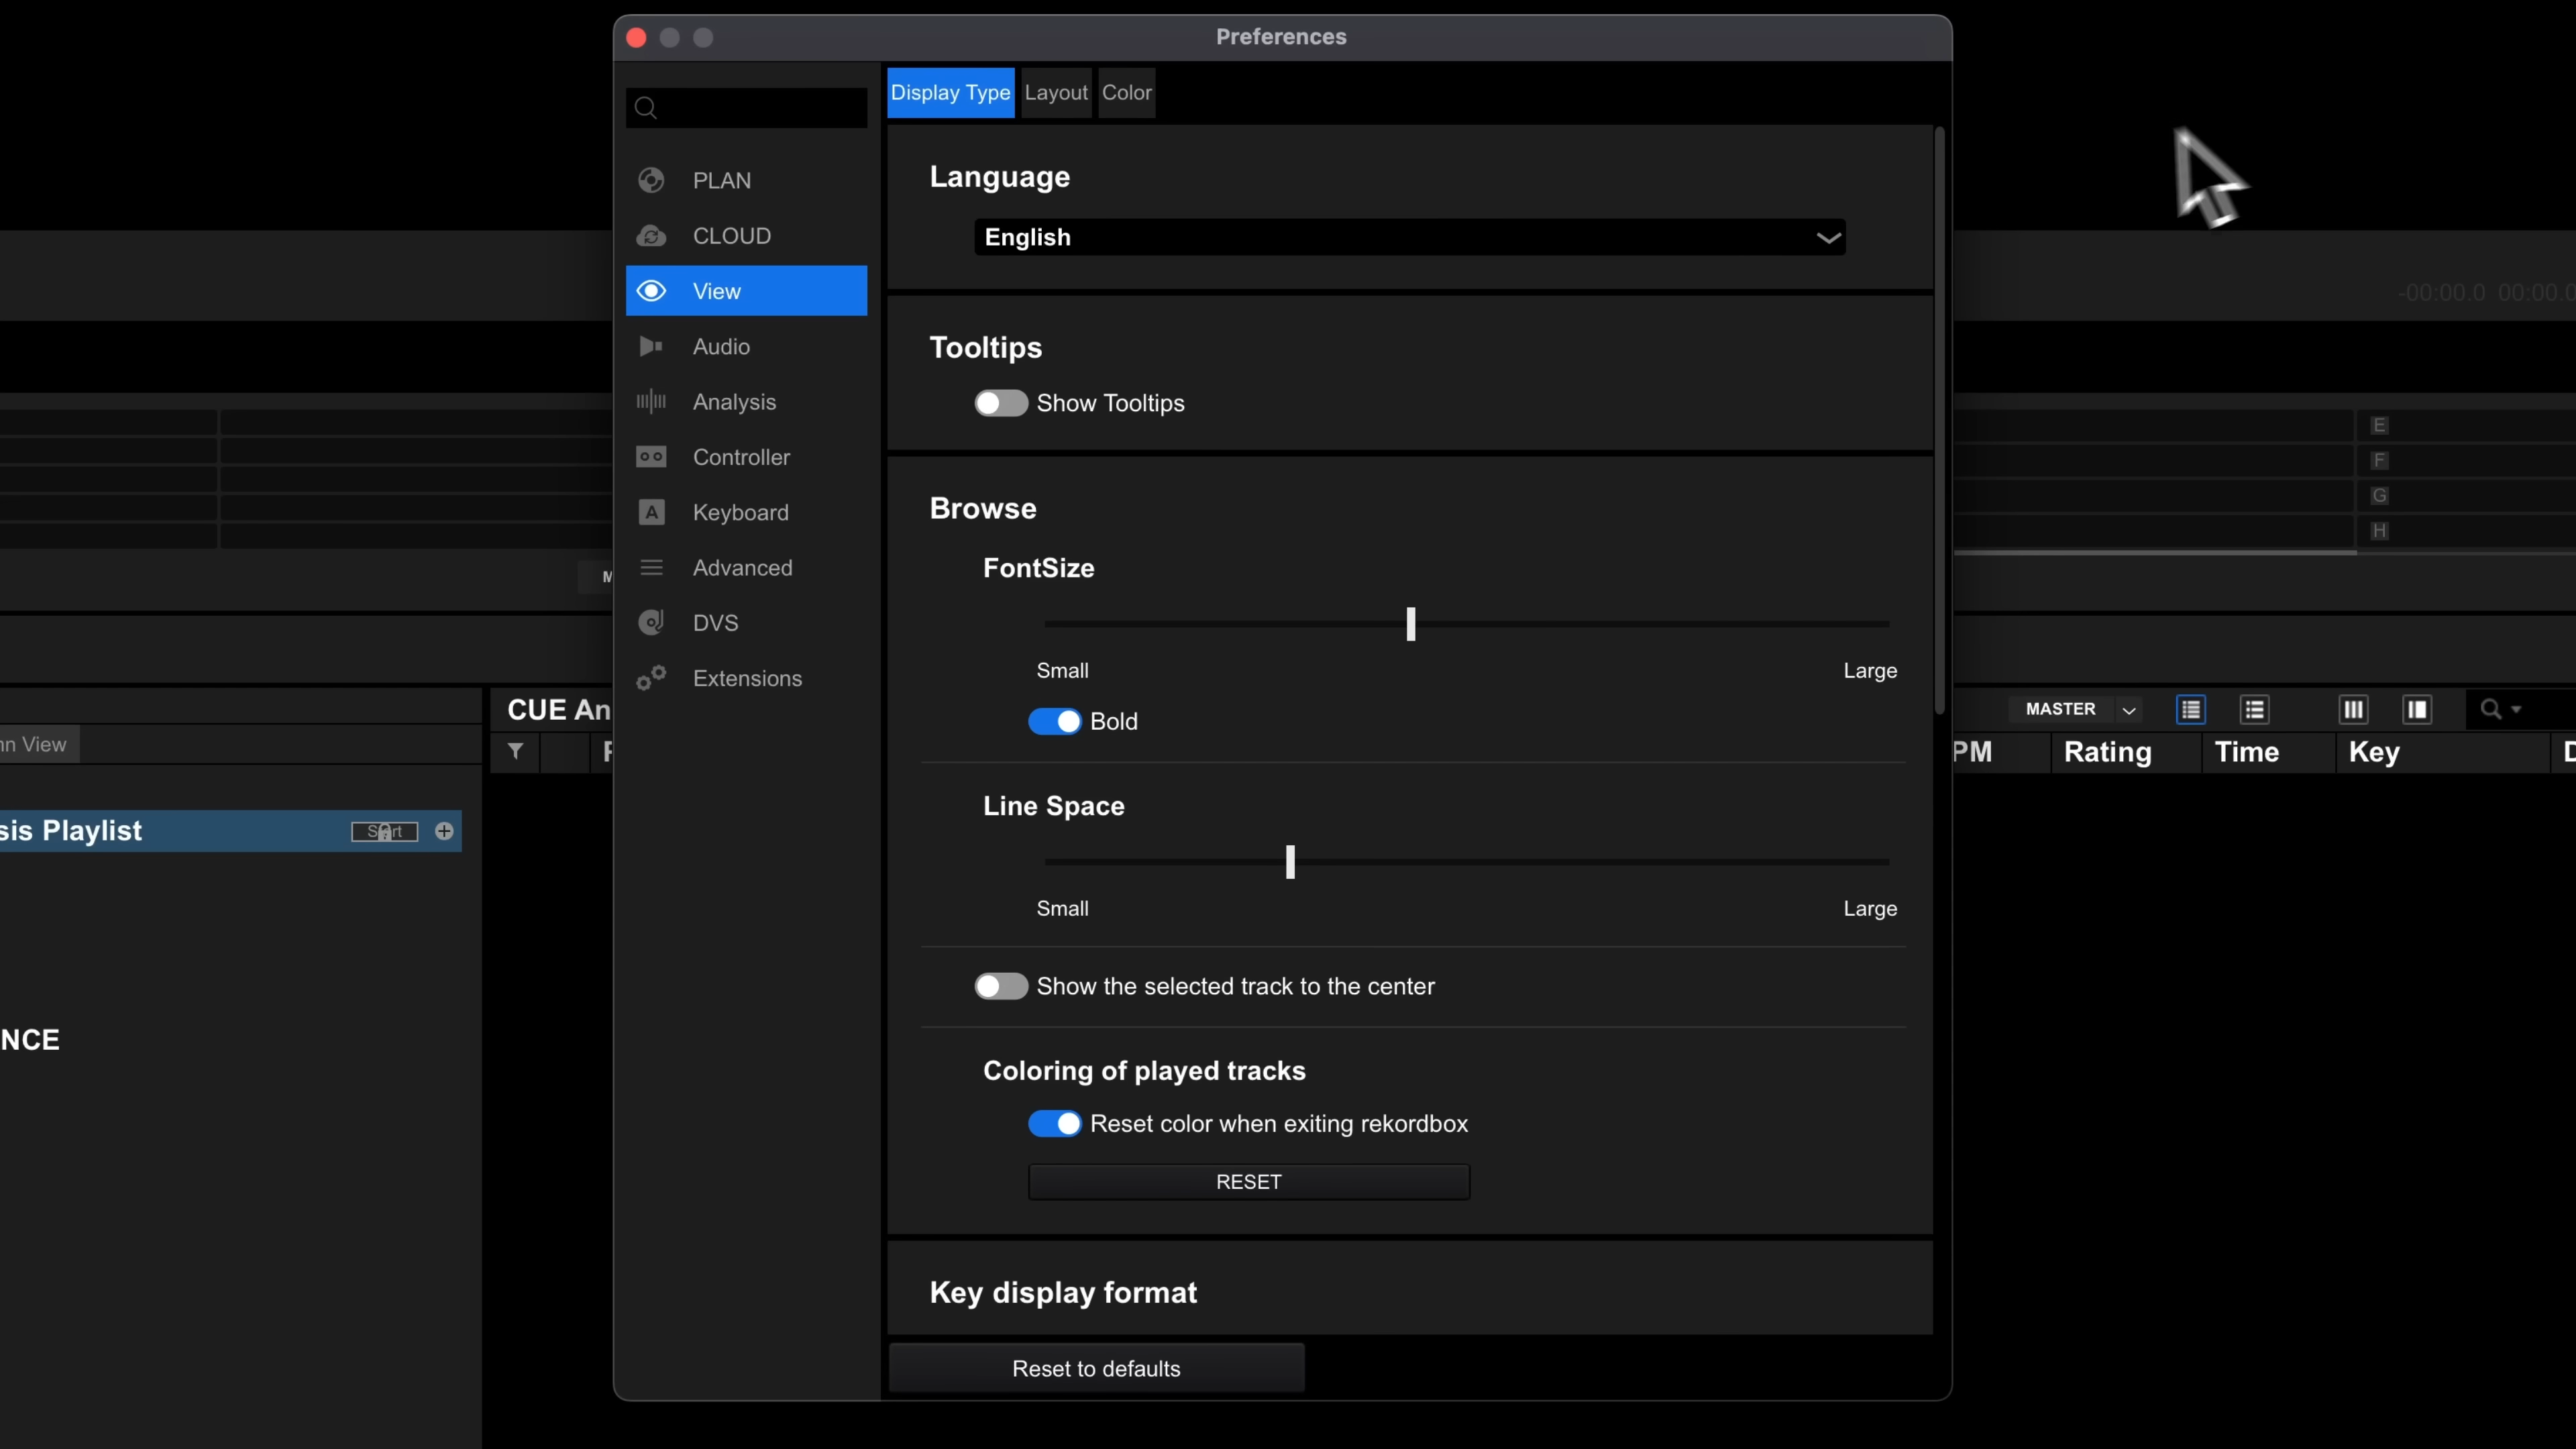 Preferences
Display Type
Layout
Color
PLAN
CLOUD
View
Audio
Analysis
Controller
Keyboard
Advanced
DVS
Extensions
Language
English
Tooltips
Show Tooltips
Browse
FontSize
Small
Large
Bold
Line Space
Small
Large
Show the selected track to the center
Coloring of played tracks
Reset color when exiting rekordbox
RESET
Key display format
Reset to defaults
-00:00.0
E
F
G
H
M
CUE An
View
Playlist
NCE
MASTER
PM
Rating
Time
Key